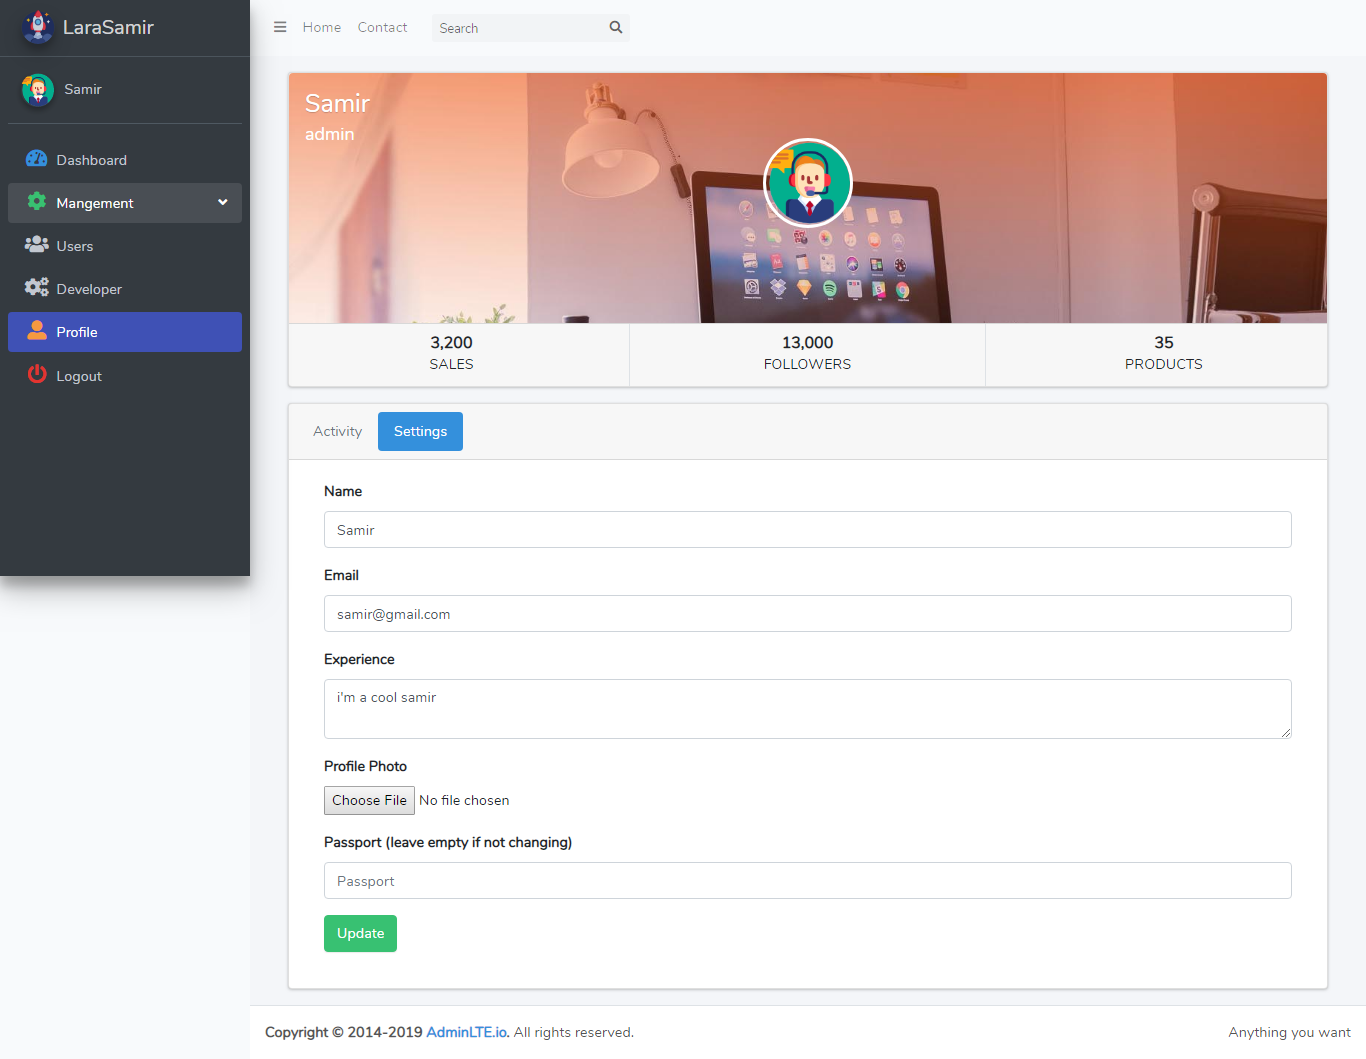 LaraSamir
Samir
Dashboard
Mangement
Users
Developer
Profile
Logout
Home Contact Search
Samir
admin
3,200
SALES
13,000
FOLLOWERS
35
PRODUCTS
Activity Settings
Name
Samir
Email
samir@gmail.com
Experience
i'm a cool samir
Profile Photo
Choose File No file chosen
Passport (leave empty if not changing)
Passport
Update
Copyright © 2014-2019 AdminLTE.io. All rights reserved.
Anything you want